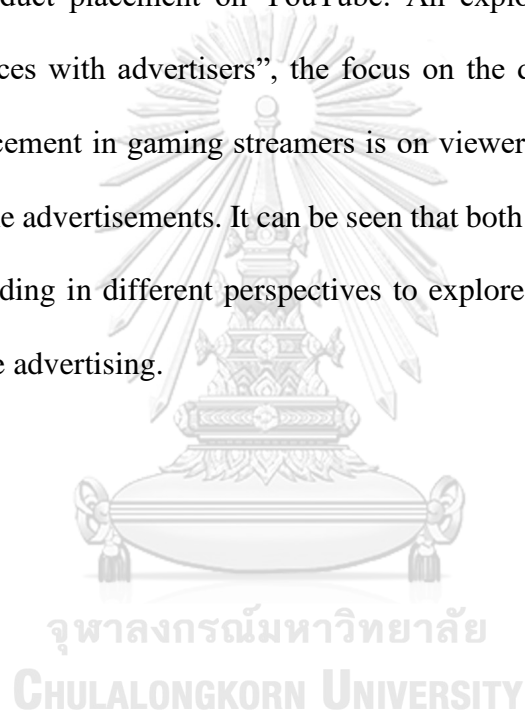 duct placement on YouTube: An explo
ces with advertisers”, the focus on the
cement in gaming streamers is on viewer
e advertisements. It can be seen that both
ding in different perspectives to explore
e advertising.
จุฬาลงกรณ์มหาวิทยาลัย
CHULALONGKORN UNIVERSITY